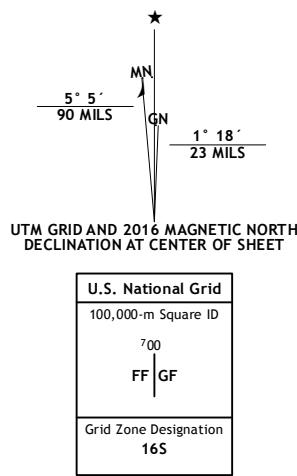 ★
MN
GN
5° 5´
90 MILS
1° 18´
23 MILS
UTM GRID AND 2016 MAGNETIC NORTH
DECLINATION AT CENTER OF SHEET
U.S. National Grid
100,000-m Square ID
⁷00
FF GF
Grid Zone Designation
16S